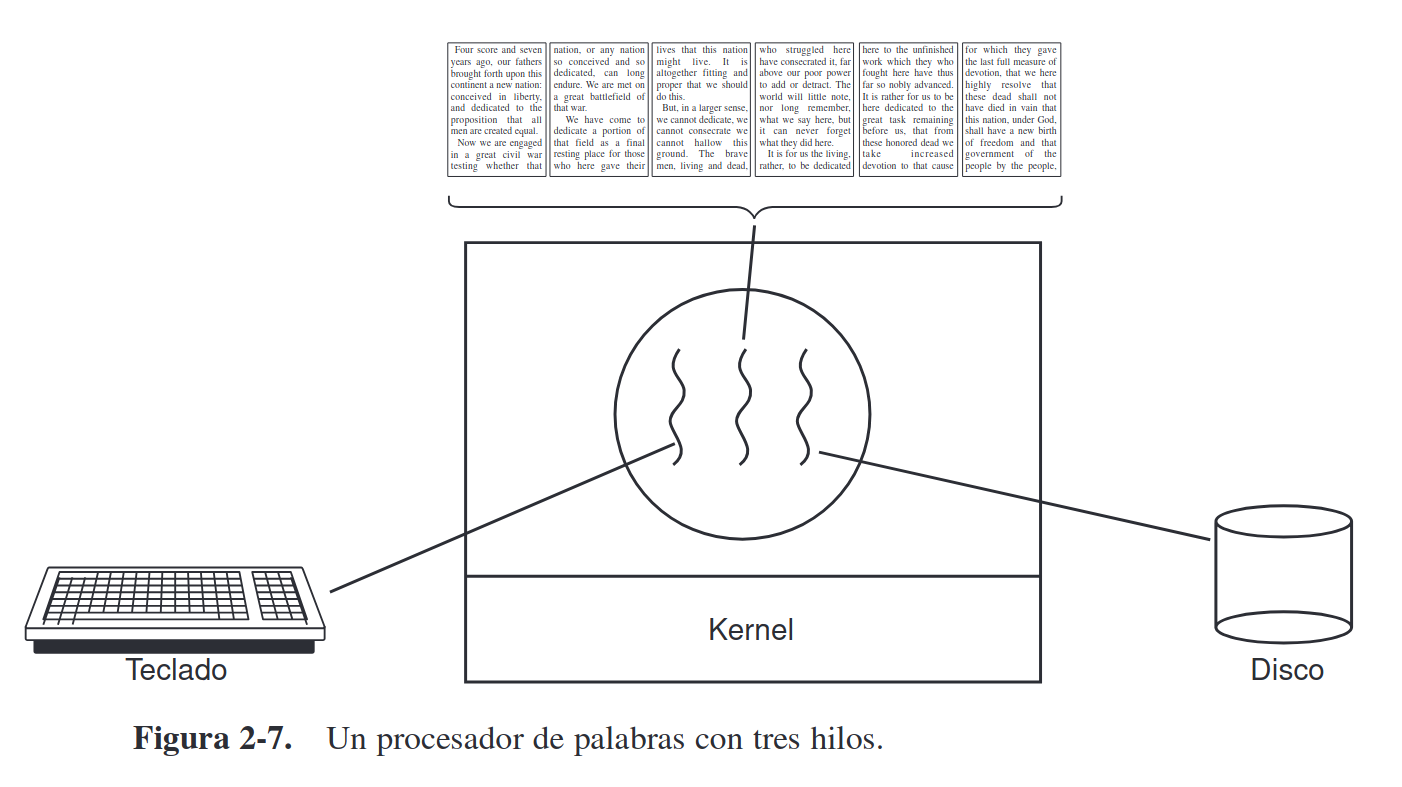 Four score and seven
years ago, our fathers
brought forth upon this
continent a new nation:
conceived in liberty,
and dedicated to the
proposition that all
men are created equal.
Now we are engaged
in a great civil war
testing whether that
nation, or any nation
so conceived and so
dedicated, can long
endure. We are met on
a great battlefield of
that war.
We have come to
dedicate a portion of
that field as a final
resting place for those
who here gave their
lives that this nation
might live. It is
altogether fitting and
proper that we should
do this.
But, in a larger sense,
we cannot dedicate, we
cannot consecrate we
cannot hallow this
ground. The brave
men, living and dead,
who struggled here
have consecrated it, far
above our poor power
to add or detract. The
world will little note,
nor long remember,
what we say here, but
it can never forget
what they did here.
It is for us the living,
rather, to be dedicated
here to the unfinished
work which they who
fought here have thus
far so nobly advanced.
It is rather for us to be
here dedicated to the
great task remaining
before us, that from
these honored dead we
take increased
devotion to that cause
for which they gave
the last full measure of
devotion, that we here
highly resolve that
these dead shall not
have died in vain that
this nation, under God,
shall have a new birth
of freedom and that
government of the
people by the people,
Kernel
Teclado
Disco
Figura 2-7. Un procesador de palabras con tres hilos.